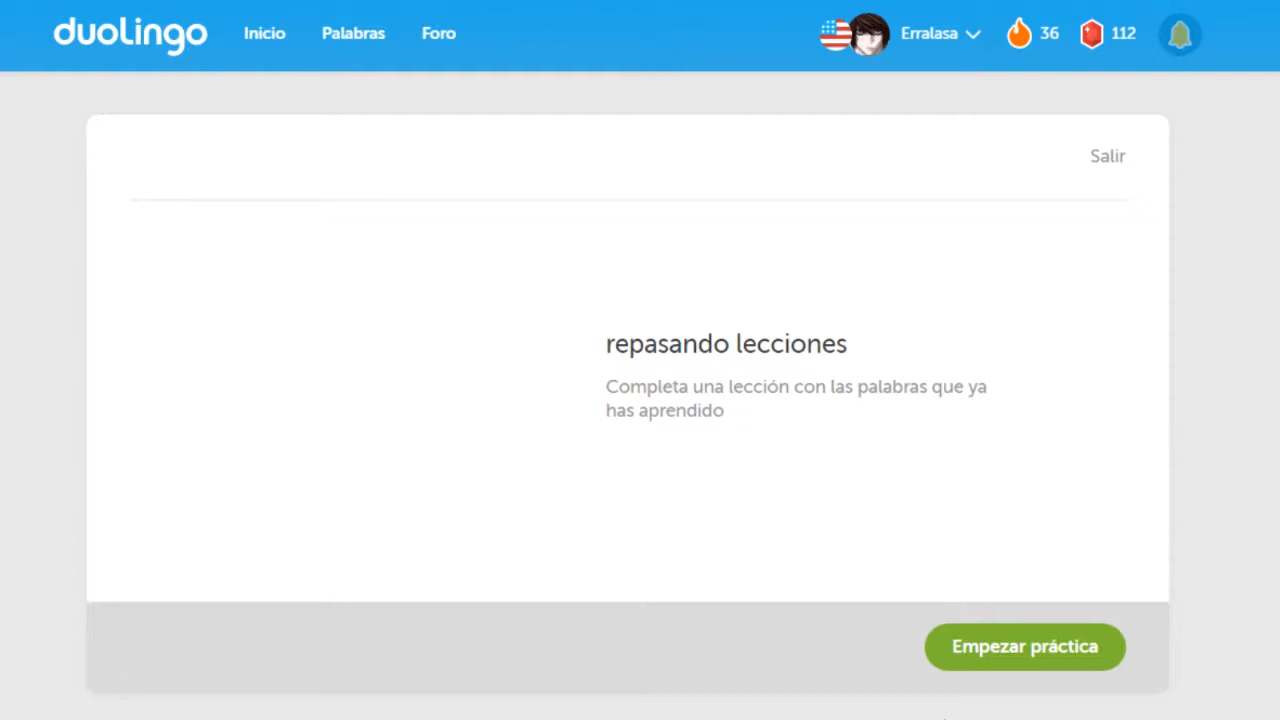 duolingo Inicio Palabras Foro Erralasa 36 112
Salir
repasando lecciones
Completa una lección con las palabras que ya
has aprendido
Empezar práctica